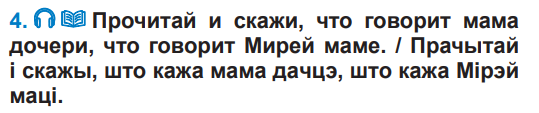 4. Прочитай и скажи, что говорит мама
дочери, что говорит Мирей маме. / Прачытай
і скажы, што кажа мама дачцэ, што кажа Мірэй
маці.